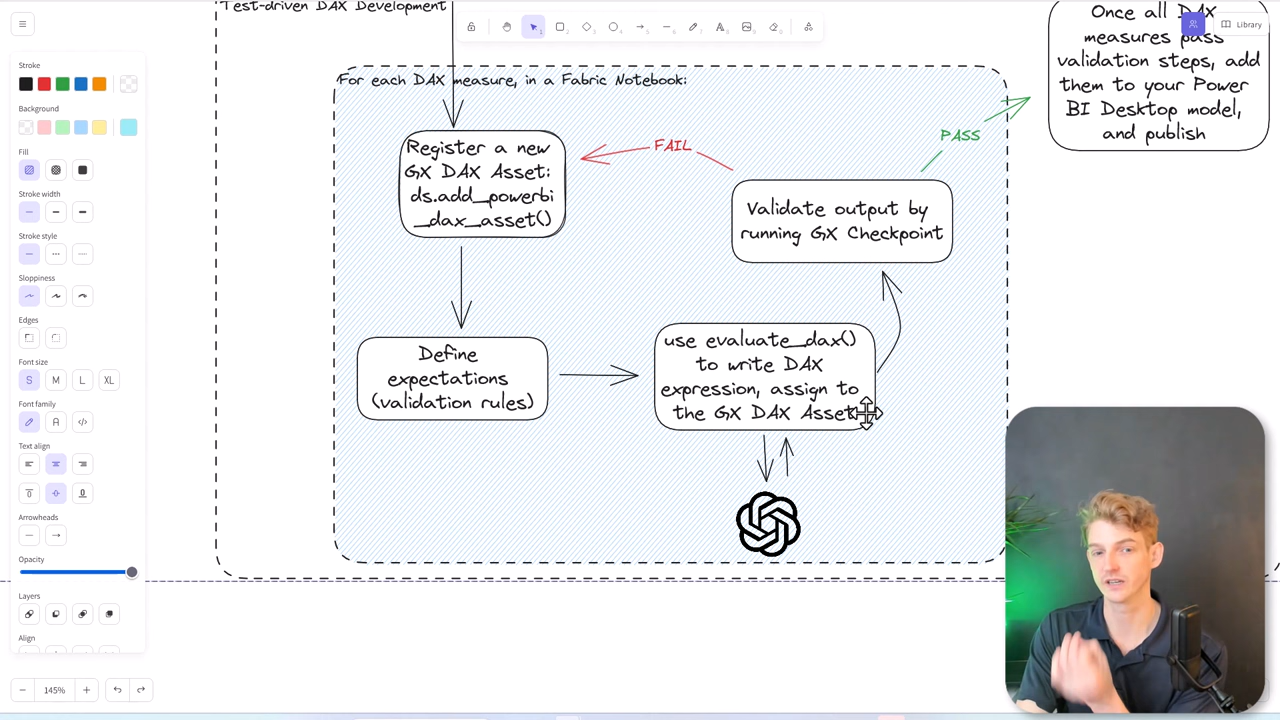 Test-driven DAX Development
Library
Once all DAX
measures pass
validation steps, add
them to your Power
BI Desktop model,
and publish
Stroke
Background
Fill
Stroke width
Stroke style
Sloppiness
Edges
Font size
S M L XL
Font family
A
Text align
Arrowheads
Opacity
Layers
Align
145%
For each DAX measure, in a Fabric Notebook:
Register a new
GX DAX Asset:
ds.add_powerbi
_dax_asset()
FAIL
PASS
Validate output by
running GX Checkpoint
Define
expectations
(validation rules)
use evaluate_dax()
to write DAX
expression, assign to
the GX DAX Asset